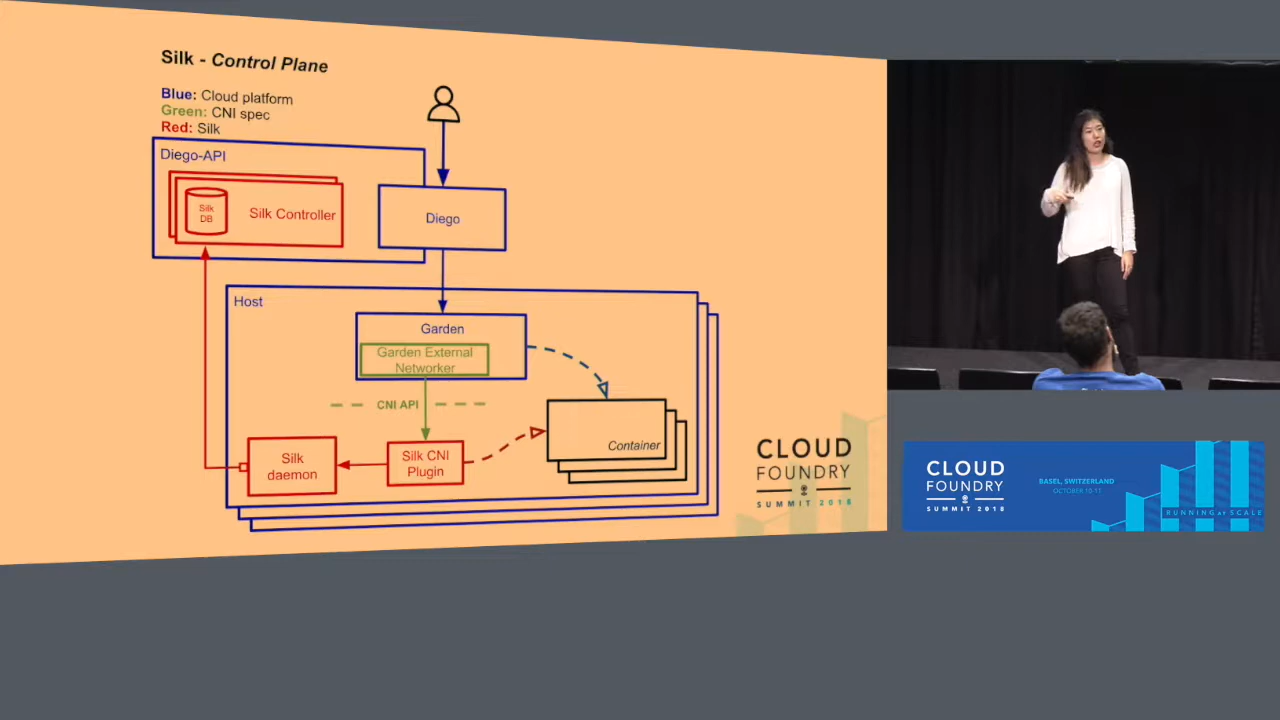 Silk - Control Plane
Blue: Cloud platform
Green: CNI spec
Red: Silk
Diego-API
Silk
DB
Silk Controller
Diego
Host
Garden
Garden External
Networker
CNI API
Silk
daemon
Silk CNI
Plugin
Container
CLOUD
FOUNDRY
SUMMIT 2018
CLOUD
FOUNDRY
SUMMIT 2018
BASEL, SWITZERLAND
OCTOBER 10-11
RUNNING AT SCALE